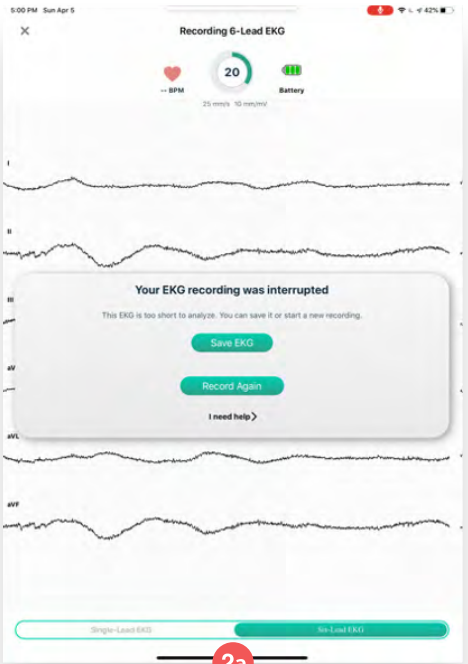 5:00 PM Sun Apr 5
42%
Recording 6-Lead EKG
20
-- BPM
Battery
25 mm/s 10 mm/mV
I
II
Your EKG recording was interrupted
III
This EKG is too short to analyze. You can save it or start a new recording.
Save EKG
aV
Record Again
I need help
aVL
aVF
Single-Lead EKG
Six-Lead EKG
2a